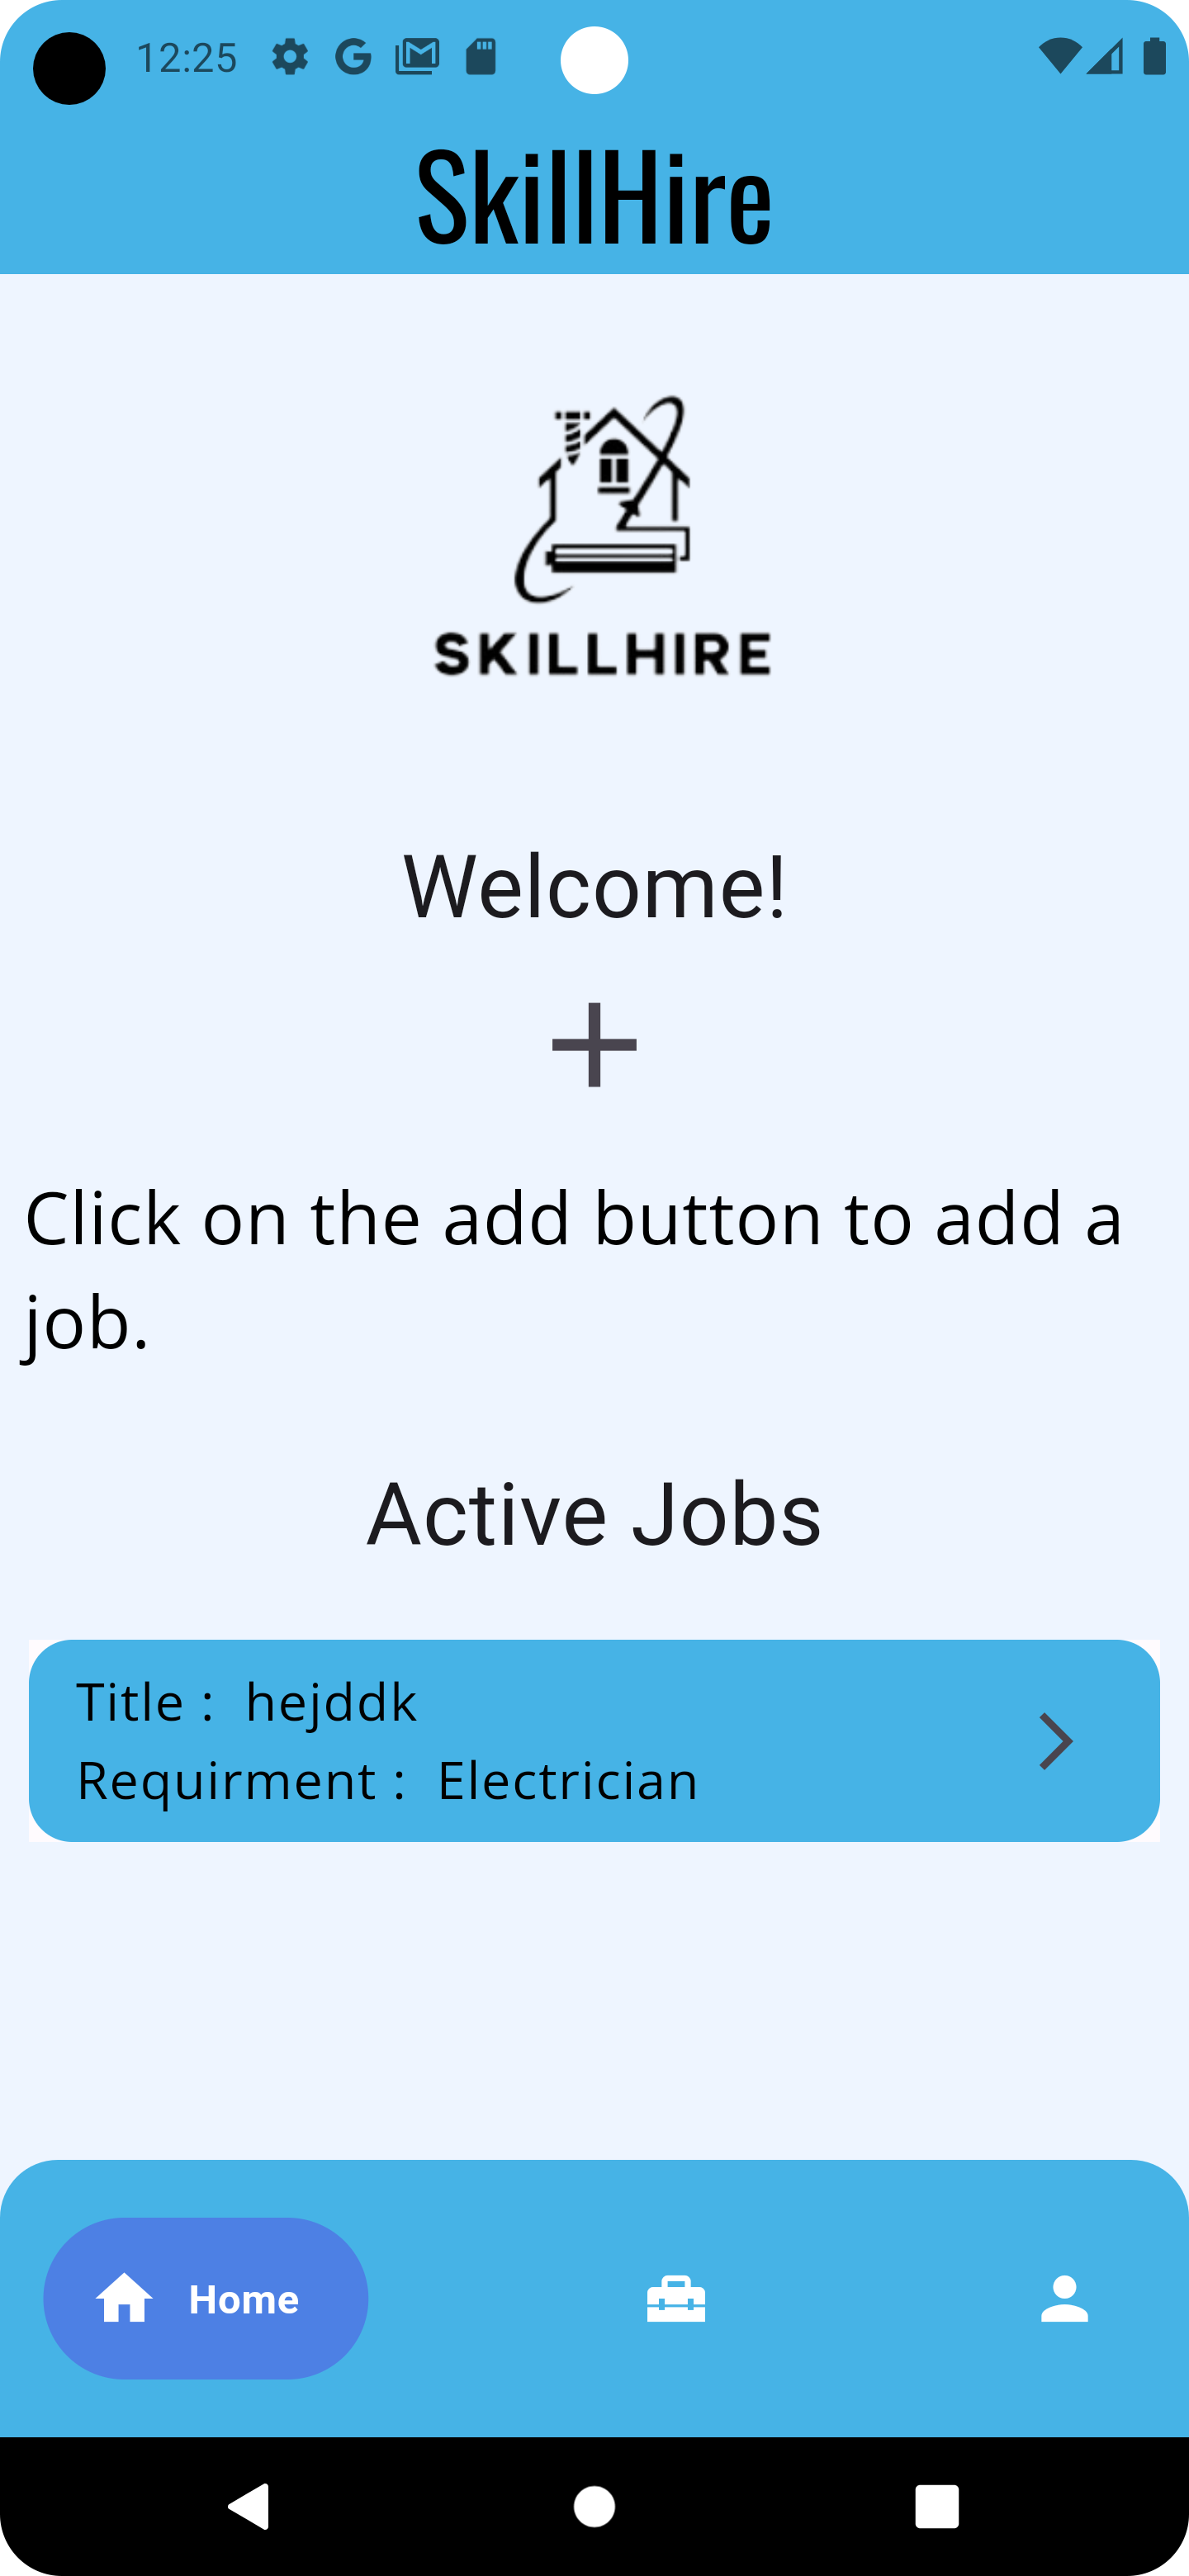 12:25
SkillHire
SKILLHIRE
Welcome!
Click on the add button to add a
job.
Active Jobs
Title : hejddk
Requirment : Electrician
Home